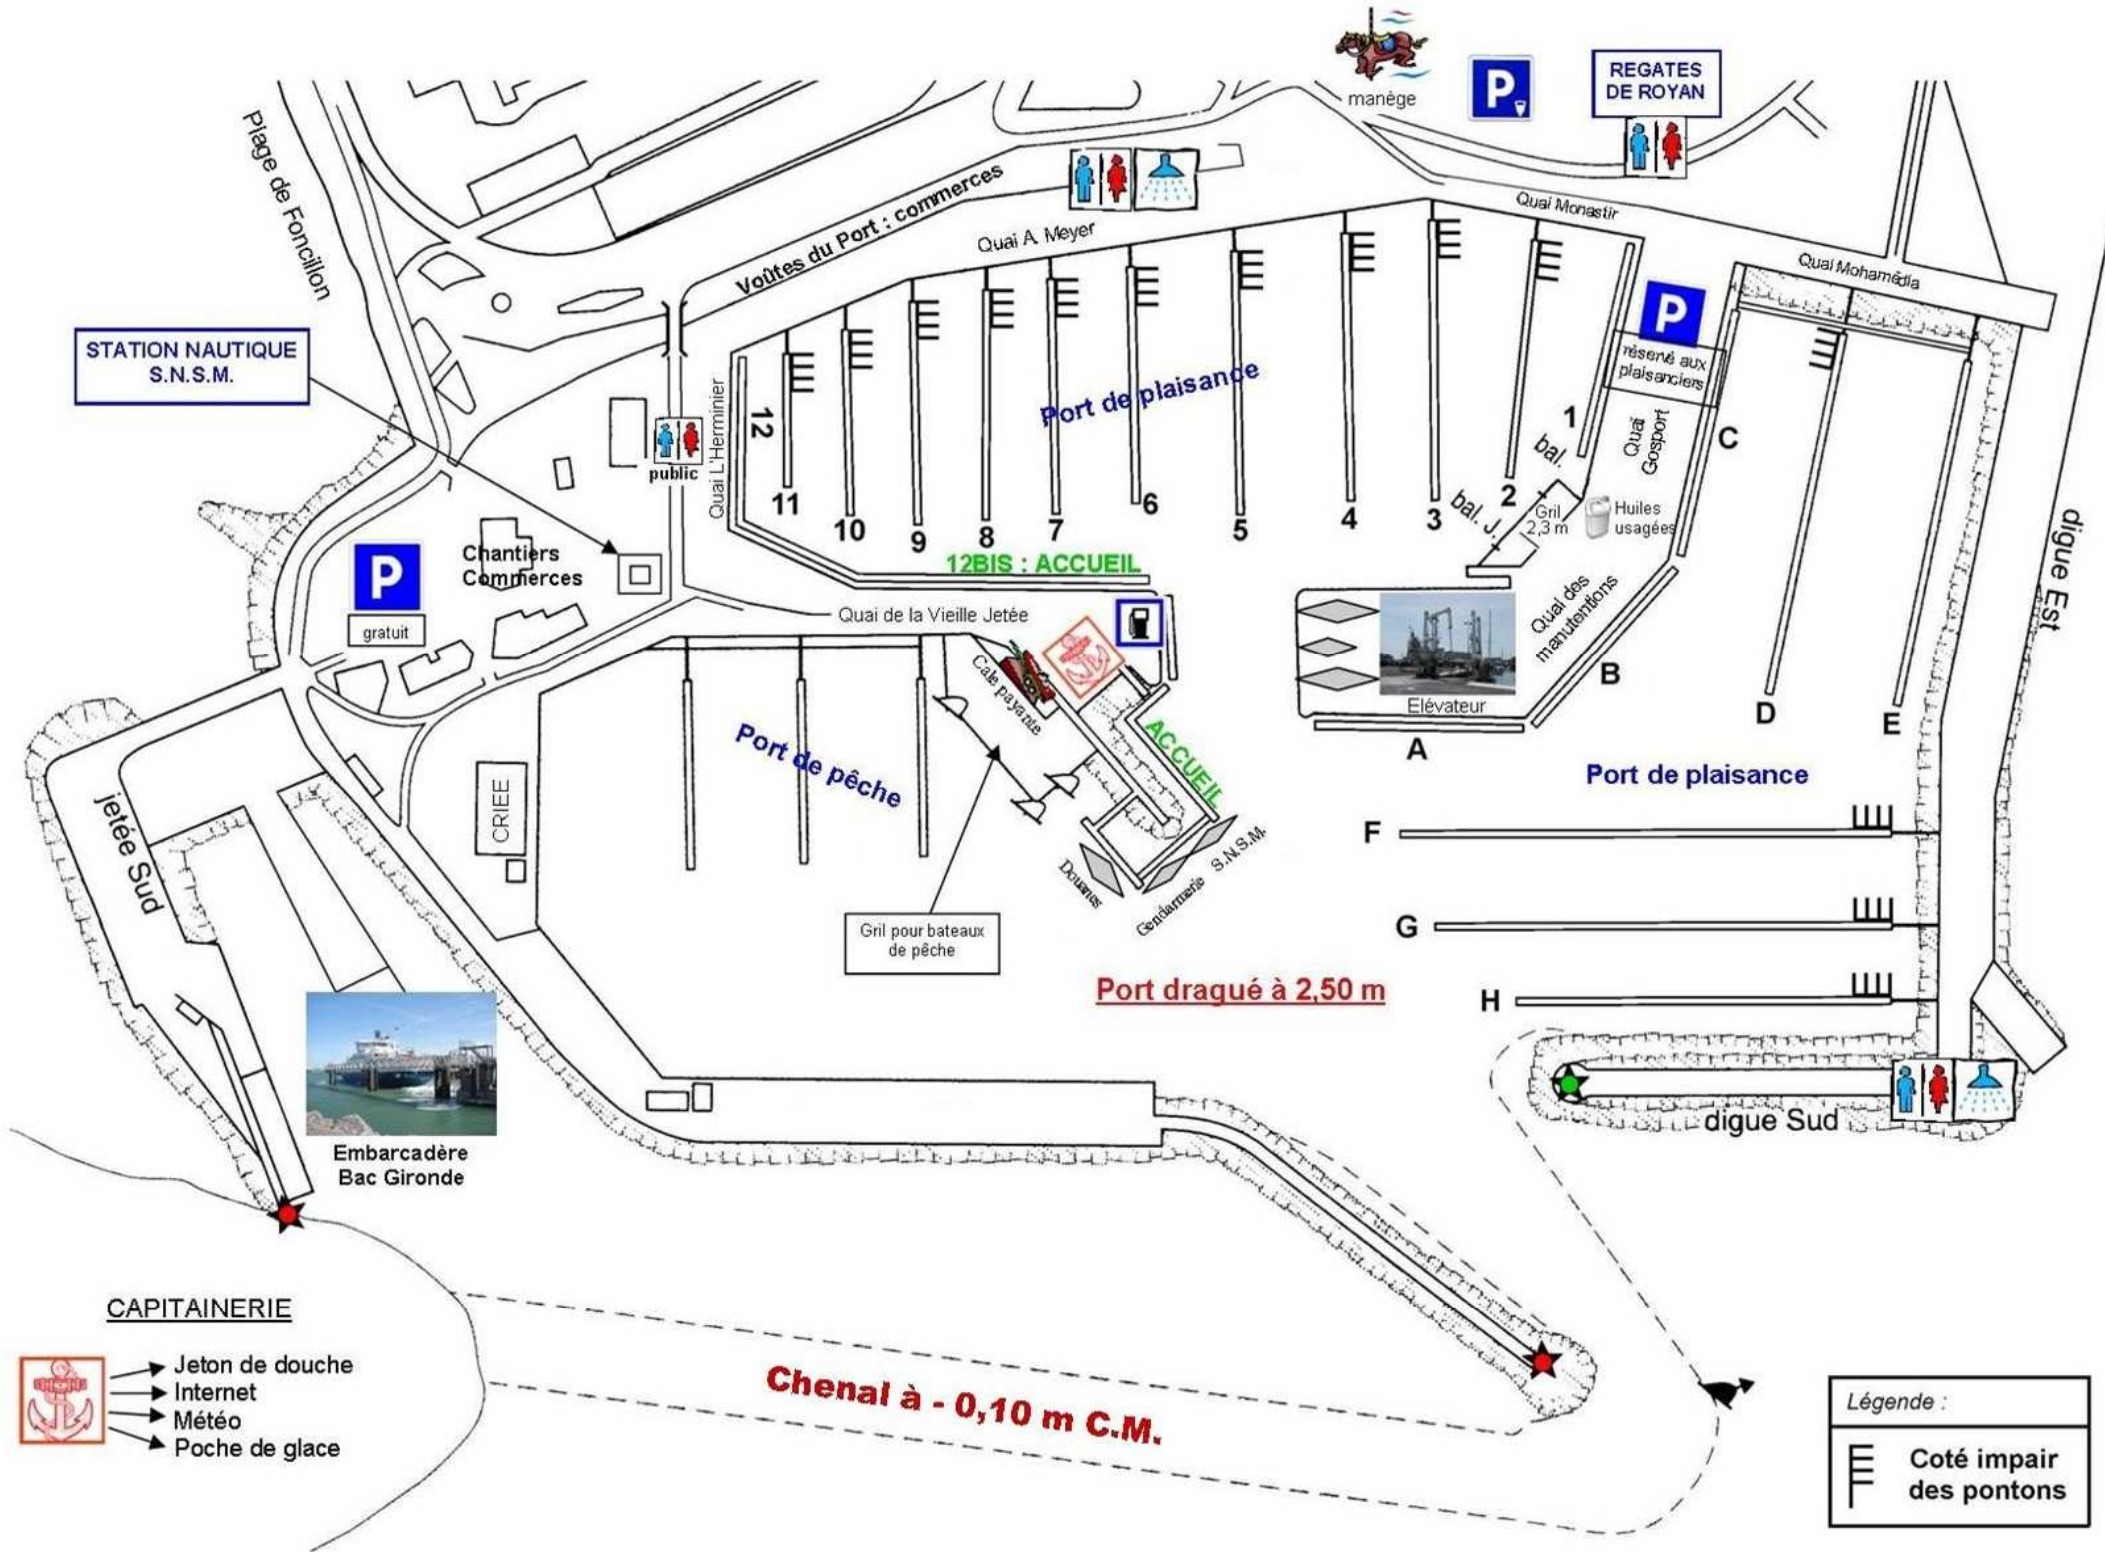 manège
P
REGATES
DE ROYAN
Plage de Foncillon
Voûtes du Port : commerces
Quai A. Meyer
Quai Monastir
Quai Mohamédia
P
réservé aux
plaisanciers
STATION NAUTIQUE
S.N.S.M.
public
Quai L'Herminier
12
11
10
9
8
7
6
5
4
3
2
1
Port de plaisance
bal.
bal. J.
Gril
2,3 m
Huiles
usagées
Quai
Gosport
C
digue Est
12BIS : ACCUEIL
Chantiers
Commerces
P
gratuit
Quai de la Vieille Jetée
Cale payante
Quai des
manutentions
Elévateur
A
B
D
E
ACCUEIL
Port de pêche
Port de plaisance
CRIEE
jetée Sud
F
G
H
Douanes
Gendarmerie
S.N.S.M.
Gril pour bateaux
de pêche
Port dragué à 2,50 m
digue Sud
Embarcadère
Bac Gironde
CAPITAINERIE
Jeton de douche
Internet
Météo
Poche de glace
Chenal à - 0,10 m C.M.
Légende :
Coté impair
des pontons